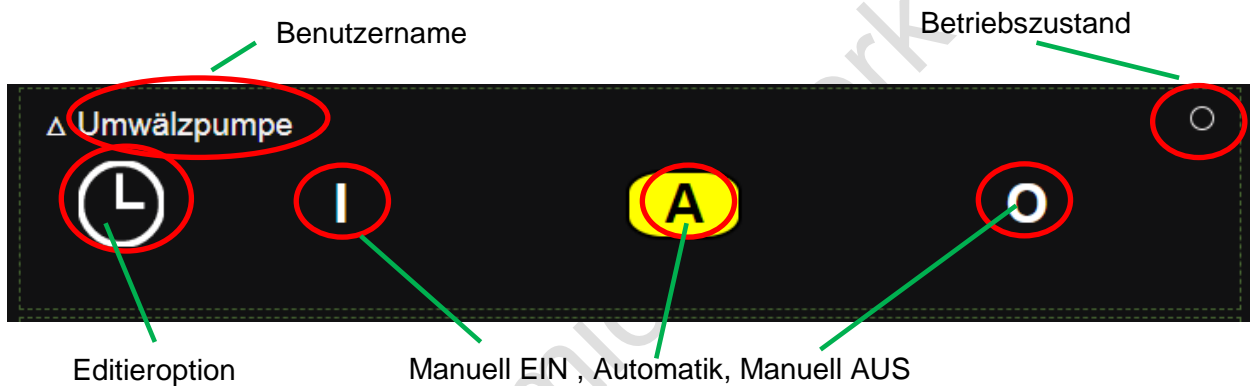 Benutzername
Betriebszustand
Δ Umwälzpumpe
I A O
Editieroption
Manuell EIN , Automatik, Manuell AUS